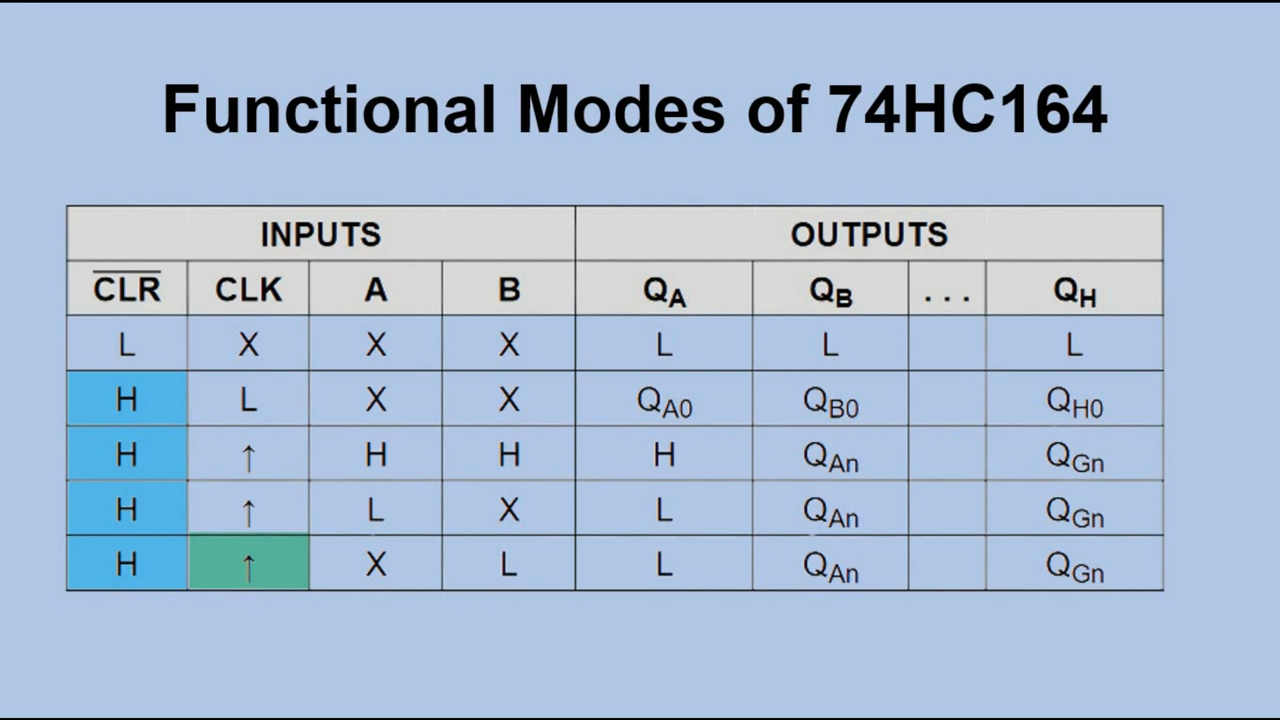 Functional Modes of 74HC164
INPUTS OUTPUTS
CLR CLK A B QA QB ... QH
L X X X L L L
H L X X QA0 QB0 QH0
H ↑ H H H QAn QGn
H ↑ L X L QAn QGn
H ↑ X L L QAn QGn